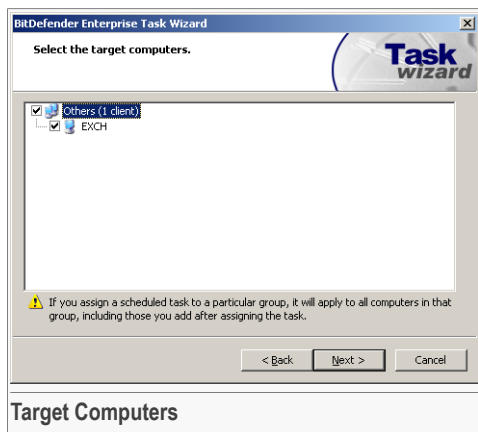 BitDefender Enterprise Task Wizard
Select the target computers.
Task
wizard
Others (1 client)
EXCH
If you assign a scheduled task to a particular group, it will apply to all computers in that
group, including those you add after assigning the task.
< Back
Next >
Cancel
Target Computers